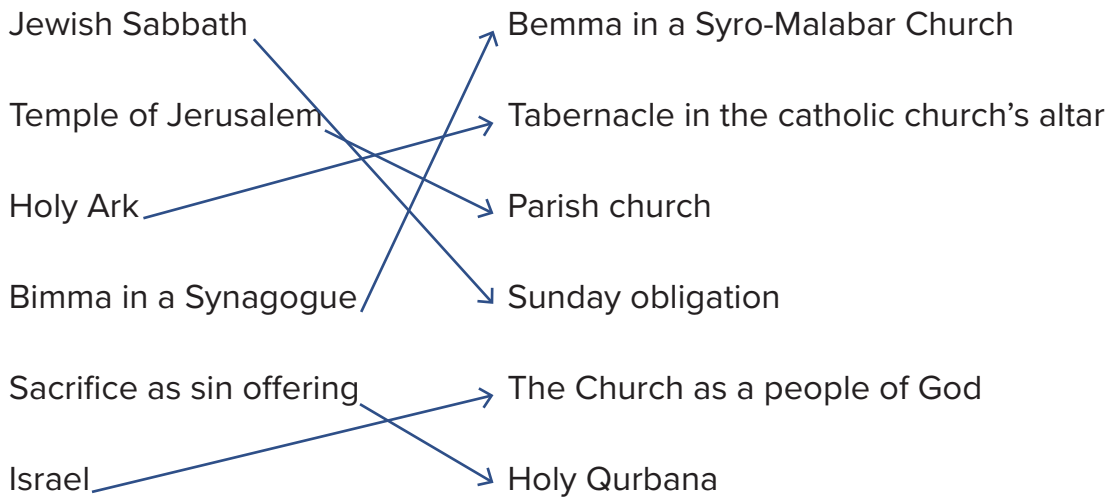 Jewish Sabbath
Bemma in a Syro-Malabar Church
Temple of Jerusalem
Tabernacle in the catholic church’s altar
Holy Ark
Parish church
Bimma in a Synagogue
Sunday obligation
Sacrifice as sin offering
The Church as a people of God
Israel
Holy Qurbana